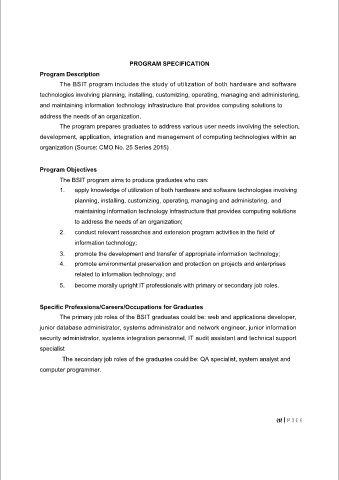 PROGRAM SPECIFICATION
Program Description
The BSIT program includes the study of utilization of both hardware and software
technologies involving planning, installing, customizing, operating, managing and administering,
and maintaining information technology infrastructure that provides computing solutions to
address the needs of an organization.
The program prepares graduates to address various user needs involving the selection,
development, application, integration and management of computing technologies within an
organization (Source: CMO No. 25 Series 2015)
Program Objectives
The BSIT program aims to produce graduates who can:
1. apply knowledge of utilization of both hardware and software technologies involving
planning, installing, customizing, operating, managing and administering, and
maintaining information technology infrastructure that provides computing solutions
to address the needs of an organization;
2. conduct relevant researches and extension program activities in the field of
information technology;
3. promote the development and transfer of appropriate information technology;
4. promote environmental preservation and protection on projects and enterprises
related to information technology; and
5. become morally upright IT professionals with primary or secondary job roles.
Specific Professions/Careers/Occupations for Graduates
The primary job roles of the BSIT graduates could be: web and applications developer,
junior database administrator, systems administrator and network engineer, junior information
security administrator, systems integration personnel, IT audit assistant and technical support
specialist
The secondary job roles of the graduates could be: QA specialist, system analyst and
computer programmer.
| P a g e